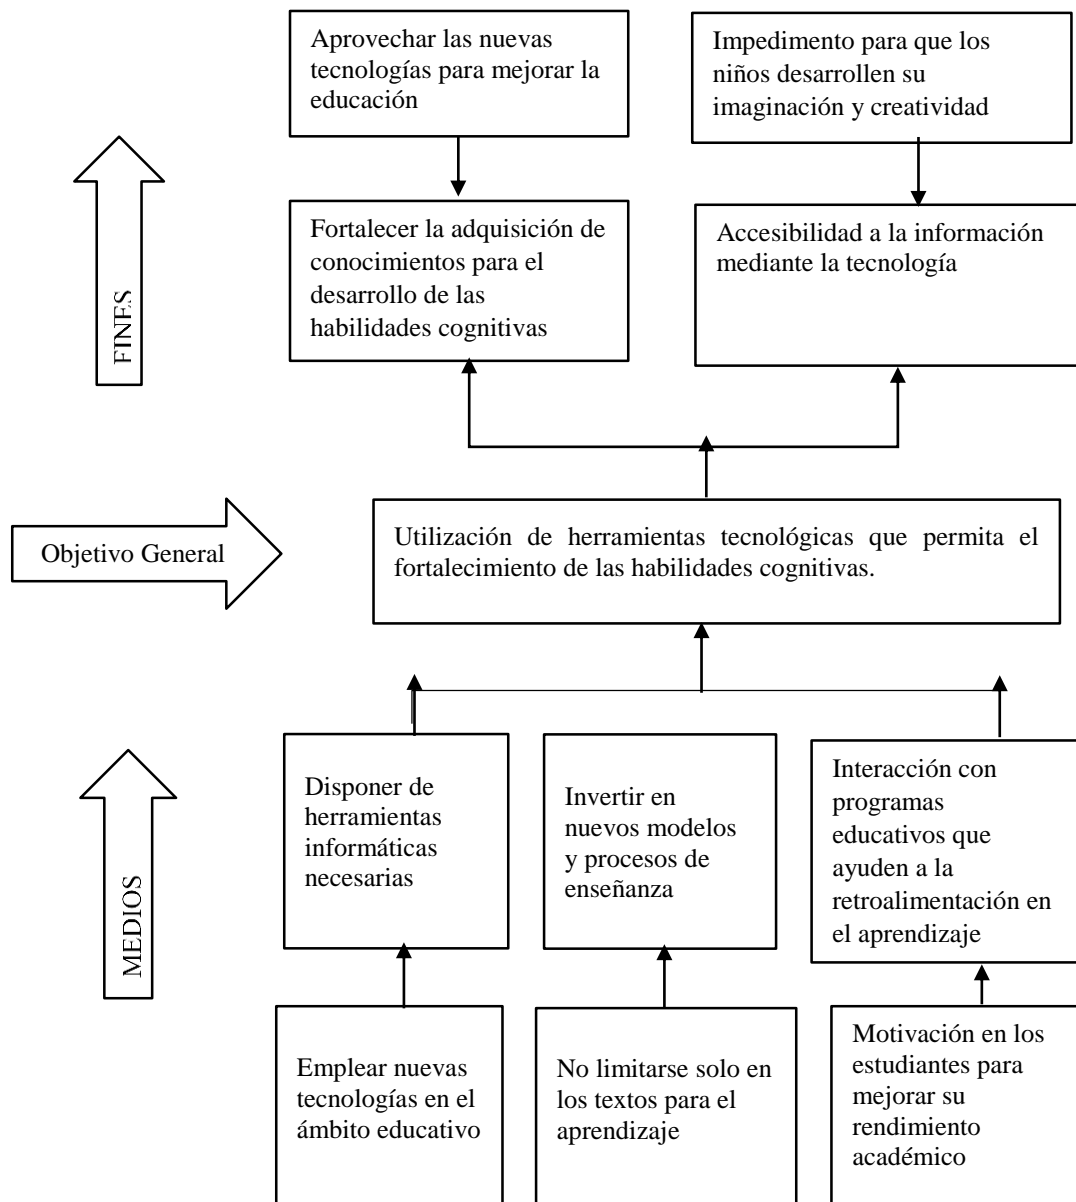 Aprovechar las nuevas
tecnologías para mejorar la
educación
Impedimento para que los
niños desarrollen su
imaginación y creatividad
Fortalecer la adquisición de
conocimientos para el
desarrollo de las
habilidades cognitivas
Accesibilidad a la información
mediante la tecnología
FINES
Objetivo General
Utilización de herramientas tecnológicas que permita el
fortalecimiento de las habilidades cognitivas.
MEDIOS
Disponer de
herramientas
informáticas
necesarias
Invertir en
nuevos modelos
y procesos de
enseñanza
Interacción con
programas
educativos que
ayuden a la
retroalimentación en
el aprendizaje
Emplear nuevas
tecnologías en el
ámbito educativo
No limitarse solo en
los textos para el
aprendizaje
Motivación en los
estudiantes para
mejorar su
rendimiento
académico